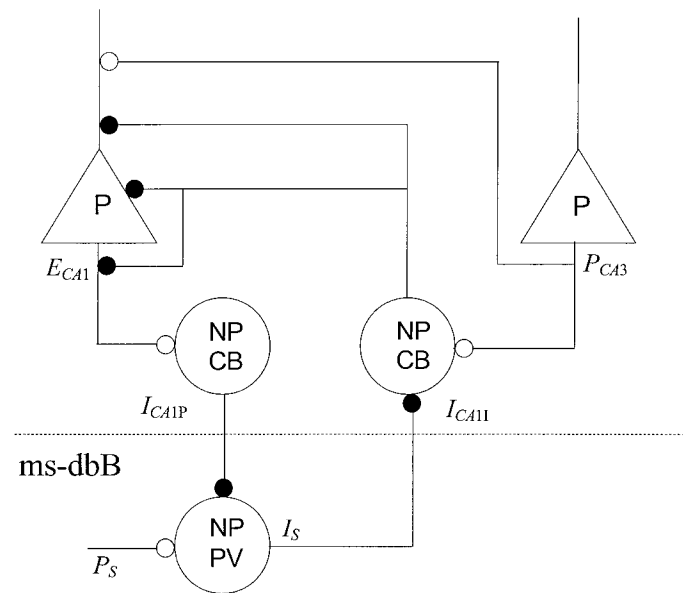 P
P
E_CA1
P_CA3
NP
CB
NP
CB
I_CA1P
I_CA1I
ms-dbB
NP
PV
I_S
P_S